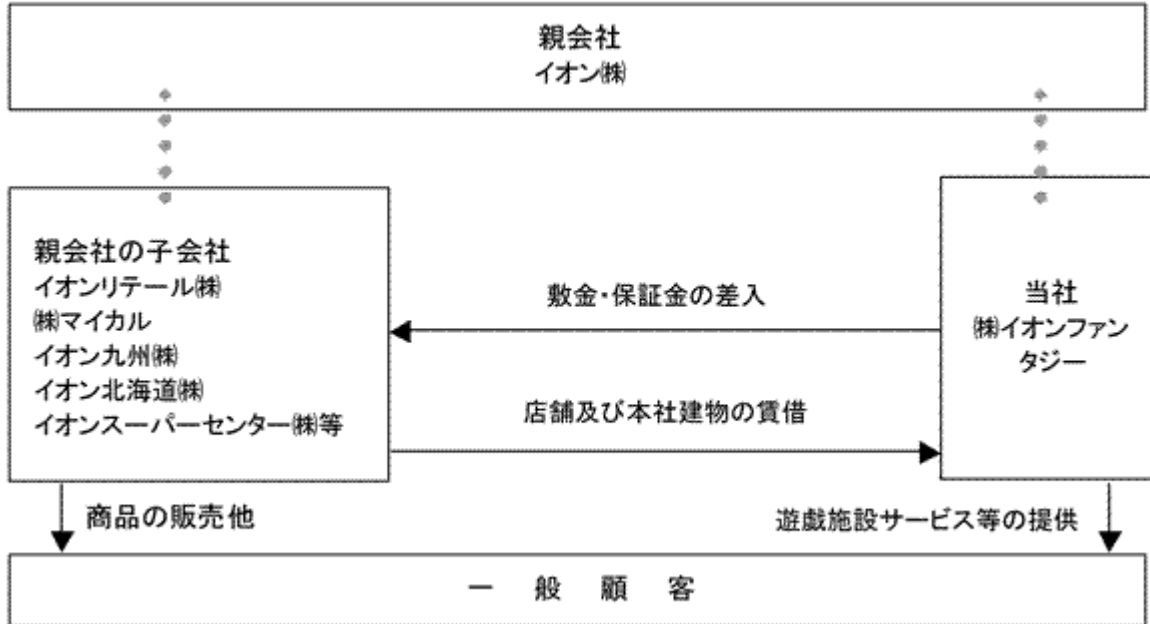 親会社
イオン㈱
親会社の子会社
イオンリテール㈱
㈱マイカル
イオン九州㈱
イオン北海道㈱
イオンスーパーセンター㈱等
敷金・保証金の差入
店舗及び本社建物の賃借
当社
㈱イオンファン
タジー
商品の販売他
遊戯施設サービス等の提供
一般顧客